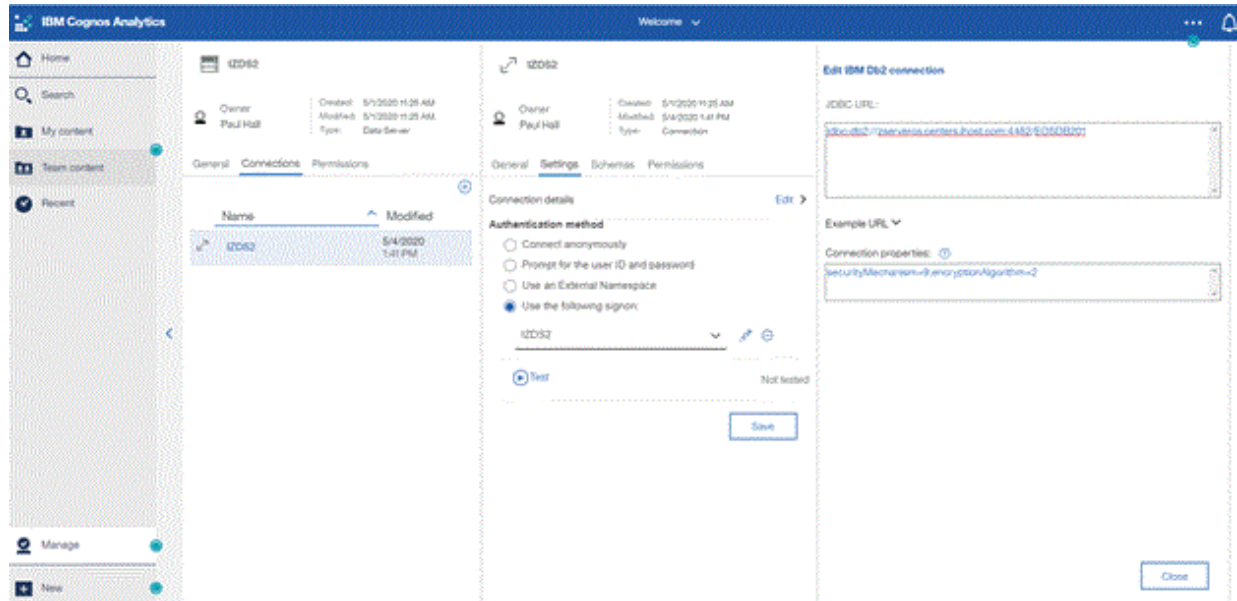 IBM Cognos Analytics
Welcome
Home
Search
My content
Team content
Recent
Manage
New
IZDS2
Owner
Paul Hall
Created: 5/1/2020 11:25 AM
Modified: 5/1/2020 11:25 AM
Type: Data Server
General Connections Permissions
Name Modified
IZDS2 5/4/2020
1:41 PM
IZDS2
Owner
Paul Hall
Created: 5/1/2020 11:25 AM
Modified: 5/4/2020 1:41 PM
Type: Connection
General Settings Schemas Permissions
Connection details Edit
Authentication method
Connect anonymously
Prompt for the user ID and password
Use an External Namespace
Use the following signon:
IZDS2
Test Not tested
Save
Edit IBM Db2 connection
JDBC URL:
Example URL
Connection properties:
securityMechanism=9;encryptionAlgorithm=2
Close